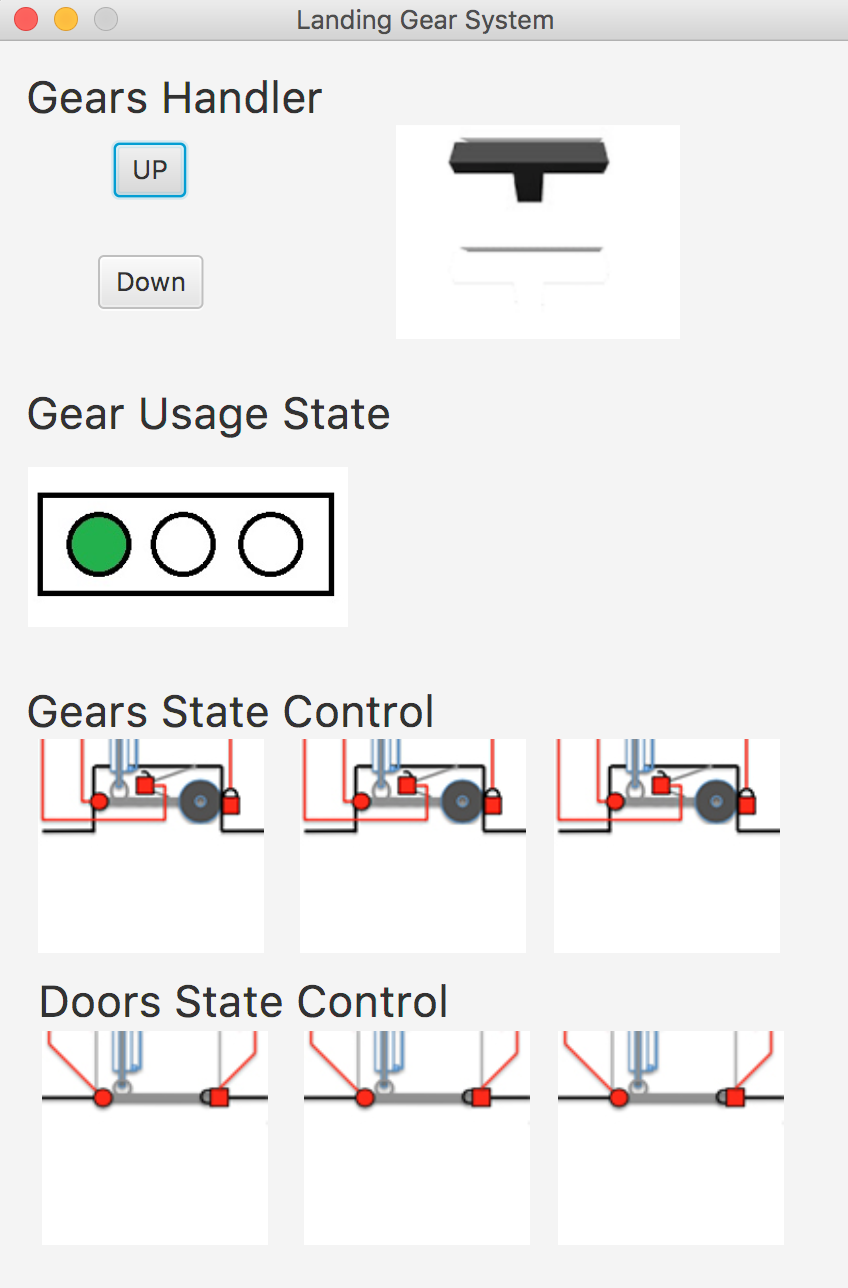 Landing Gear System
Gears Handler
UP
Down
Gear Usage State
Gears State Control
Doors State Control